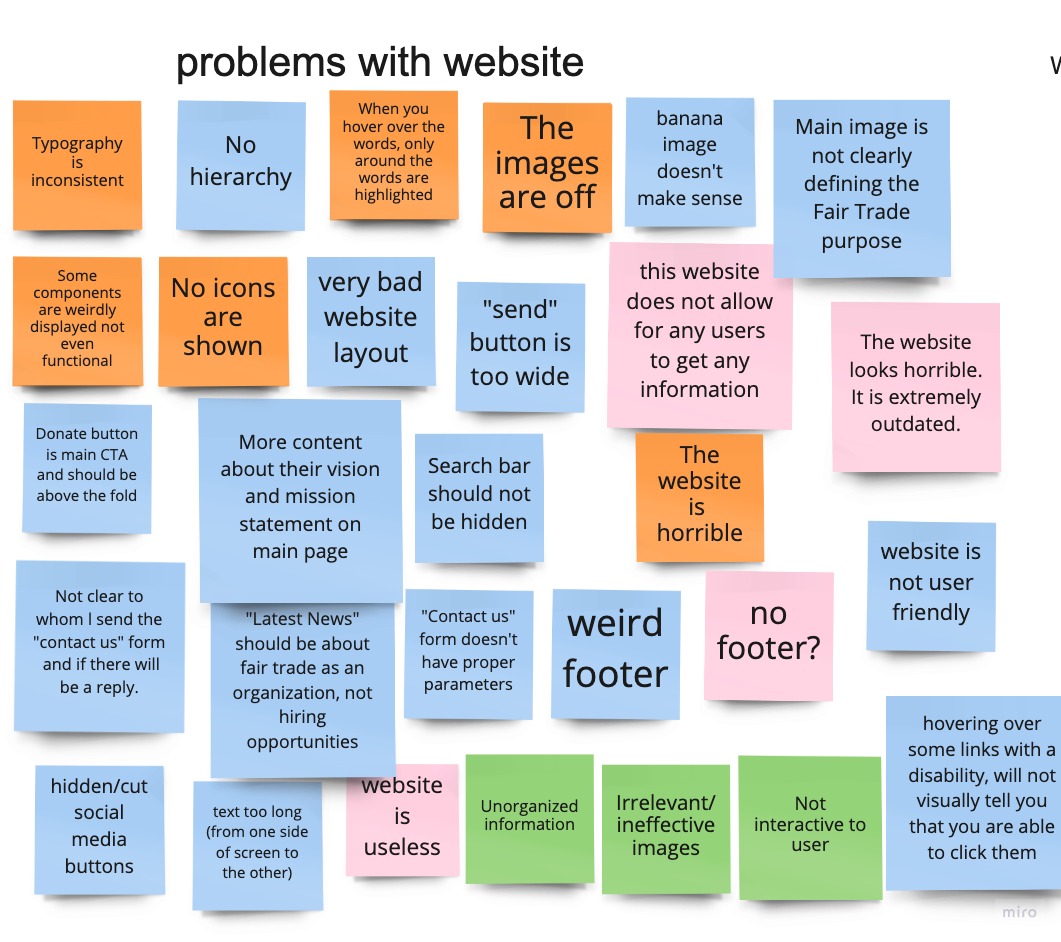 problems with website
Typography
is
inconsistent
No
hierarchy
When you
hover over the
words, only
around the
words are
highlighted
The
images
are off
banana
image
doesn't
make sense
Main image is
not clearly
defining the
Fair Trade
purpose
Some
components
are weirdly
displayed not
even
functional
No icons
are
shown
very bad
website
layout
"send"
button is
too wide
this website
does not allow
for any users
to get any
information
The website
looks horrible.
It is extremely
outdated.
Donate button
is main CTA
and should be
above the fold
More content
about their vision
and mission
statement on
main page
Search bar
should not
be hidden
The
website
is
horrible
website is
not user
friendly
Not clear to
whom I send the
"contact us" form
and if there will
be a reply.
"Latest News"
should be about
fair trade as an
organization, not
hiring
opportunities
"Contact us"
form doesn't
have proper
parameters
weird
footer
no
footer?
hidden/cut
social
media
buttons
text too long
(from one side
of screen to
the other)
website
is
useless
Unorganized
information
Irrelevant/
ineffective
images
Not
interactive to
user
hovering over
some links with a
disability, will not
visually tell you
that you are able
to click them
miro